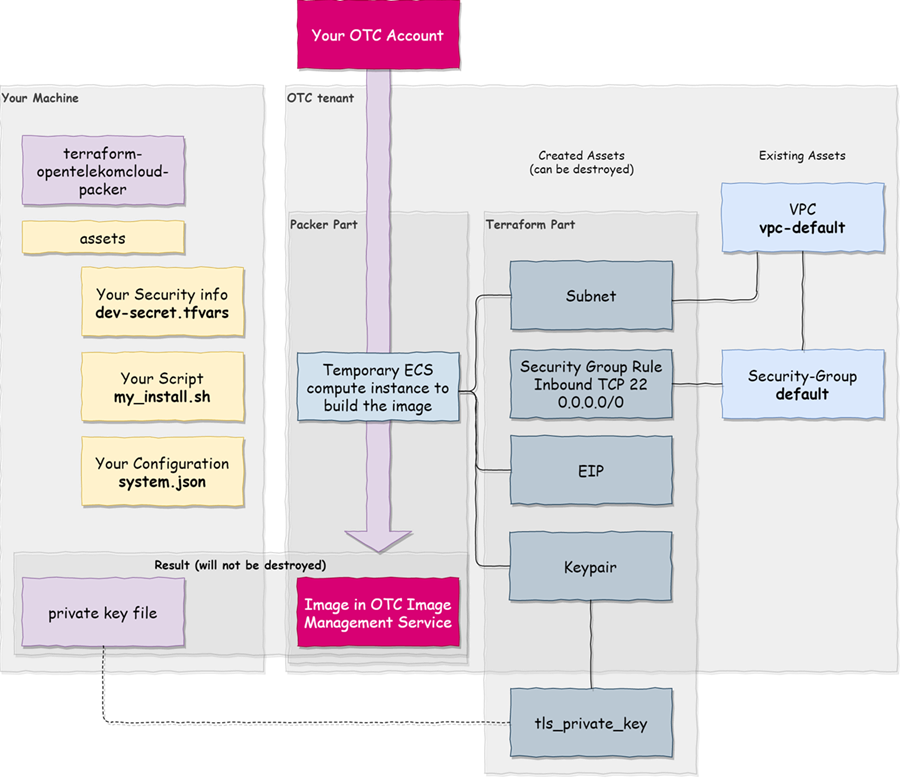 Your OTC Account
Your Machine
OTC tenant
terraform-
opentelekomcloud-
packer
assets
Your Security info
dev-secret.tfvars
Your Script
my_install.sh
Your Configuration
system.json
Created Assets
(can be destroyed)
Existing Assets
Packer Part
Terraform Part
VPC
vpc-default
Subnet
Temporary ECS
compute instance to
build the image
Security Group Rule
Inbound TCP 22
0.0.0.0/0
Security-Group
default
EIP
Keypair
Result (will not be destroyed)
private key file
Image in OTC Image
Management Service
tls_private_key